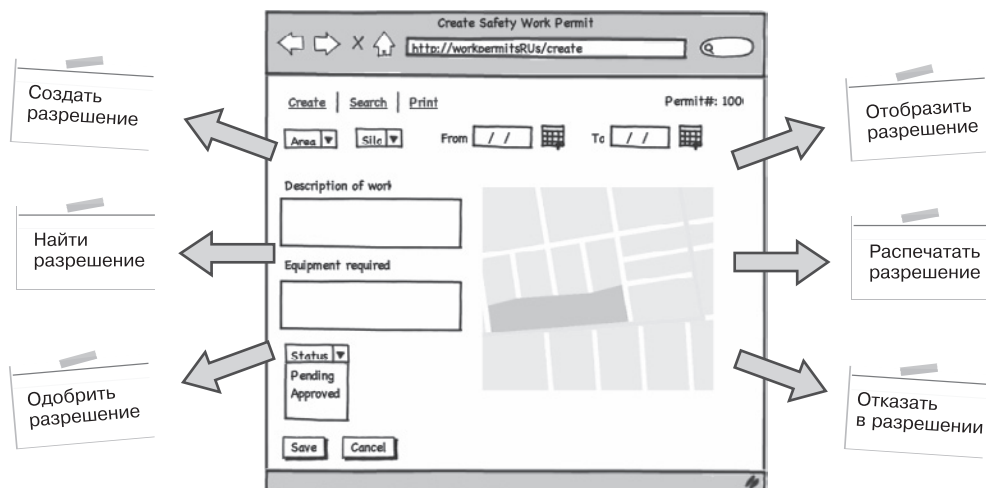 Create Safety Work Permit
http://workpermitsRUs/create
Create | Search | Print
Permit#: 100
Area
Silo
From / /
To / /
Description of work
Equipment required
Status
Pending
Approved
Save
Cancel
Создать
разрешение
Найти
разрешение
Одобрить
разрешение
Отобразить
разрешение
Распечатать
разрешение
Отказать
в разрешении